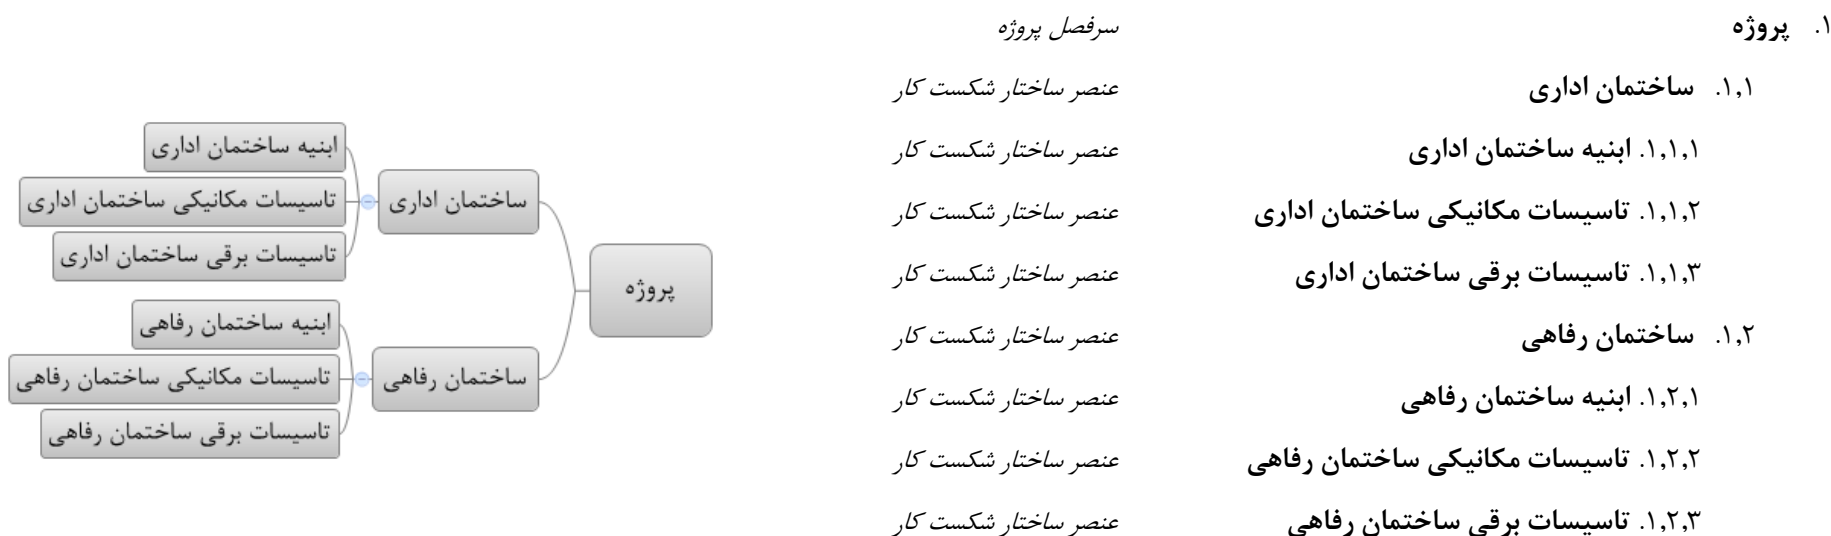 ۱. پروژه سرفصل پروژه
۱,۱. ساختمان اداری عنصر ساختار شکست کار
۱,۱,۱. ابنیه ساختمان اداری عنصر ساختار شکست کار
۱,۱,۲. تاسیسات مکانیکی ساختمان اداری عنصر ساختار شکست کار
۱,۱,۳. تاسیسات برقی ساختمان اداری عنصر ساختار شکست کار
۱,۲. ساختمان رفاهی عنصر ساختار شکست کار
۱,۲,۱. ابنیه ساختمان رفاهی عنصر ساختار شکست کار
۱,۲,۲. تاسیسات مکانیکی ساختمان رفاهی عنصر ساختار شکست کار
۱,۲,۳. تاسیسات برقی ساختمان رفاهی عنصر ساختار شکست کار
پروژه
ساختمان اداری
ابنیه ساختمان اداری
تاسیسات مکانیکی ساختمان اداری
تاسیسات برقی ساختمان اداری
ساختمان رفاهی
ابنیه ساختمان رفاهی
تاسیسات مکانیکی ساختمان رفاهی
تاسیسات برقی ساختمان رفاهی